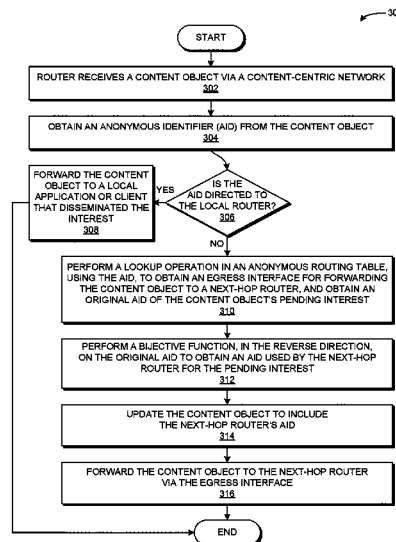 START
ROUTER RECEIVES A CONTENT OBJECT VIA A CONTENT-CENTRIC NETWORK
302
OBTAIN AN ANONYMOUS IDENTIFIER (AID) FROM THE CONTENT OBJECT
304
IS THE
AID DIRECTED
TO THE LOCAL
ROUTER?
306
YES
FORWARD THE CONTENT
OBJECT TO A LOCAL
APPLICATION OR CLIENT
THAT DISSEMINATED THE
INTEREST
308
NO
PERFORM A LOOKUP OPERATION IN AN ANONYMOUS ROUTING TABLE,
USING THE AID, TO OBTAIN AN EGRESS INTERFACE FOR FORWARDING
THE CONTENT OBJECT TO A NEXT-HOP ROUTER, AND OBTAIN AN
ORIGINAL AID OF THE CONTENT OBJECT'S PENDING INTEREST
310
PERFORM A BIJECTIVE FUNCTION, IN THE REVERSE DIRECTION,
ON THE ORIGINAL AID TO OBTAIN AN AID USED BY THE NEXT-HOP
ROUTER FOR THE PENDING INTEREST
312
UPDATE THE CONTENT OBJECT TO INCLUDE
THE NEXT-HOP ROUTER'S AID
314
FORWARD THE CONTENT OBJECT TO THE NEXT-HOP ROUTER
VIA THE EGRESS INTERFACE
316
END